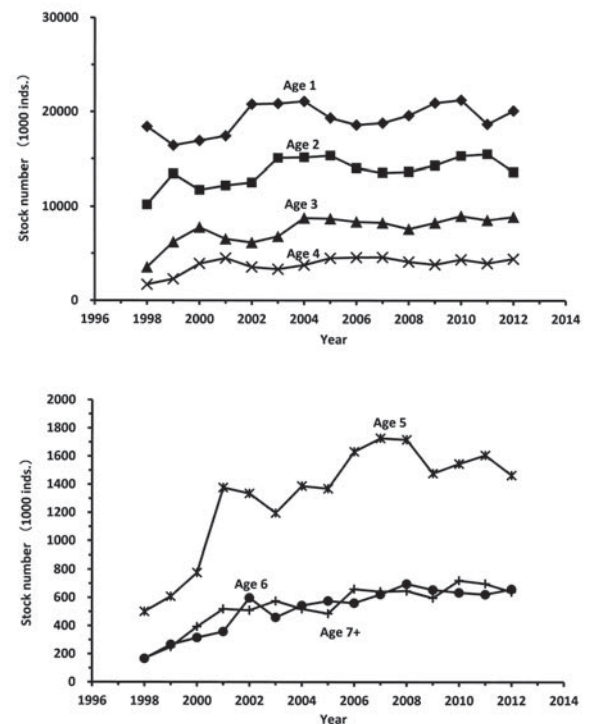 30000
20000
10000
0
Stock number (1000 inds.)
Age 1
Age 2
Age 3
Age 4
1996 1998 2000 2002 2004 2006 2008 2010 2012 2014
Year
2000
1800
1600
1400
1200
1000
800
600
400
200
0
Stock number (1000 inds.)
Age 5
Age 6
Age 7+
1996 1998 2000 2002 2004 2006 2008 2010 2012 2014
Year